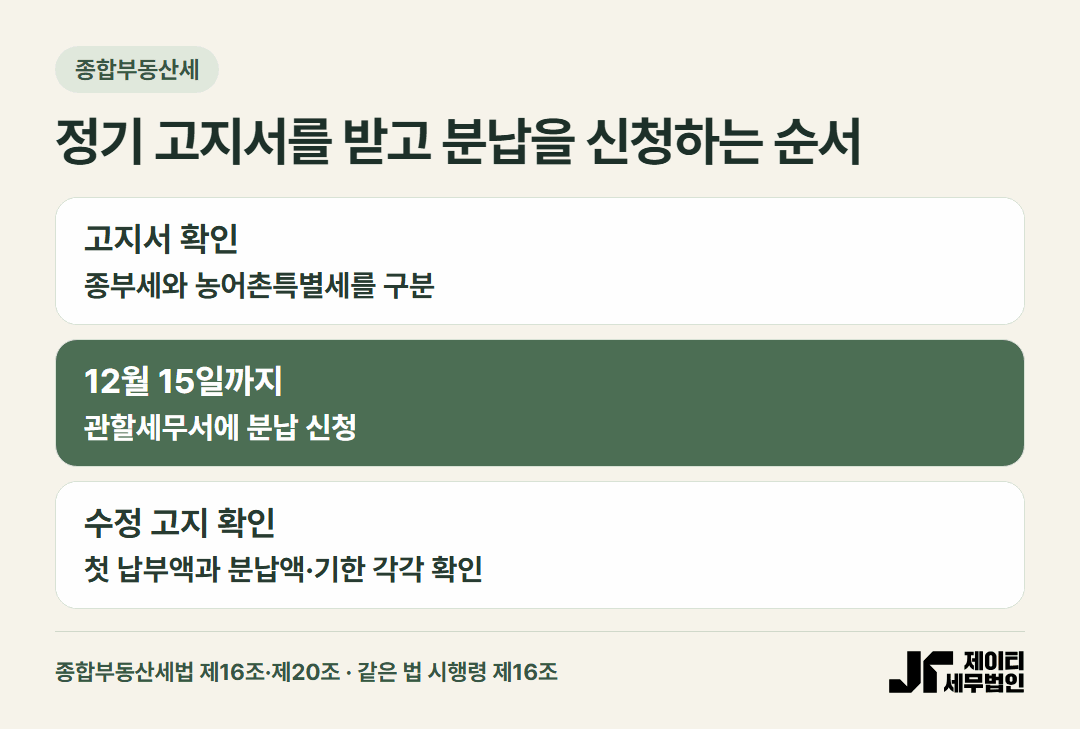 종합부동산세
정기 고지서를 받고 분납을 신청하는 순서
고지서 확인
종부세와 농어촌특별세를 구분
12월 15일까지
관할세무서에 분납 신청
수정 고지 확인
첫 납부액과 분납액·기한 각각 확인
종합부동산세법 제16조·제20조 · 같은 법 시행령 제16조
JT 제이티
세무법인